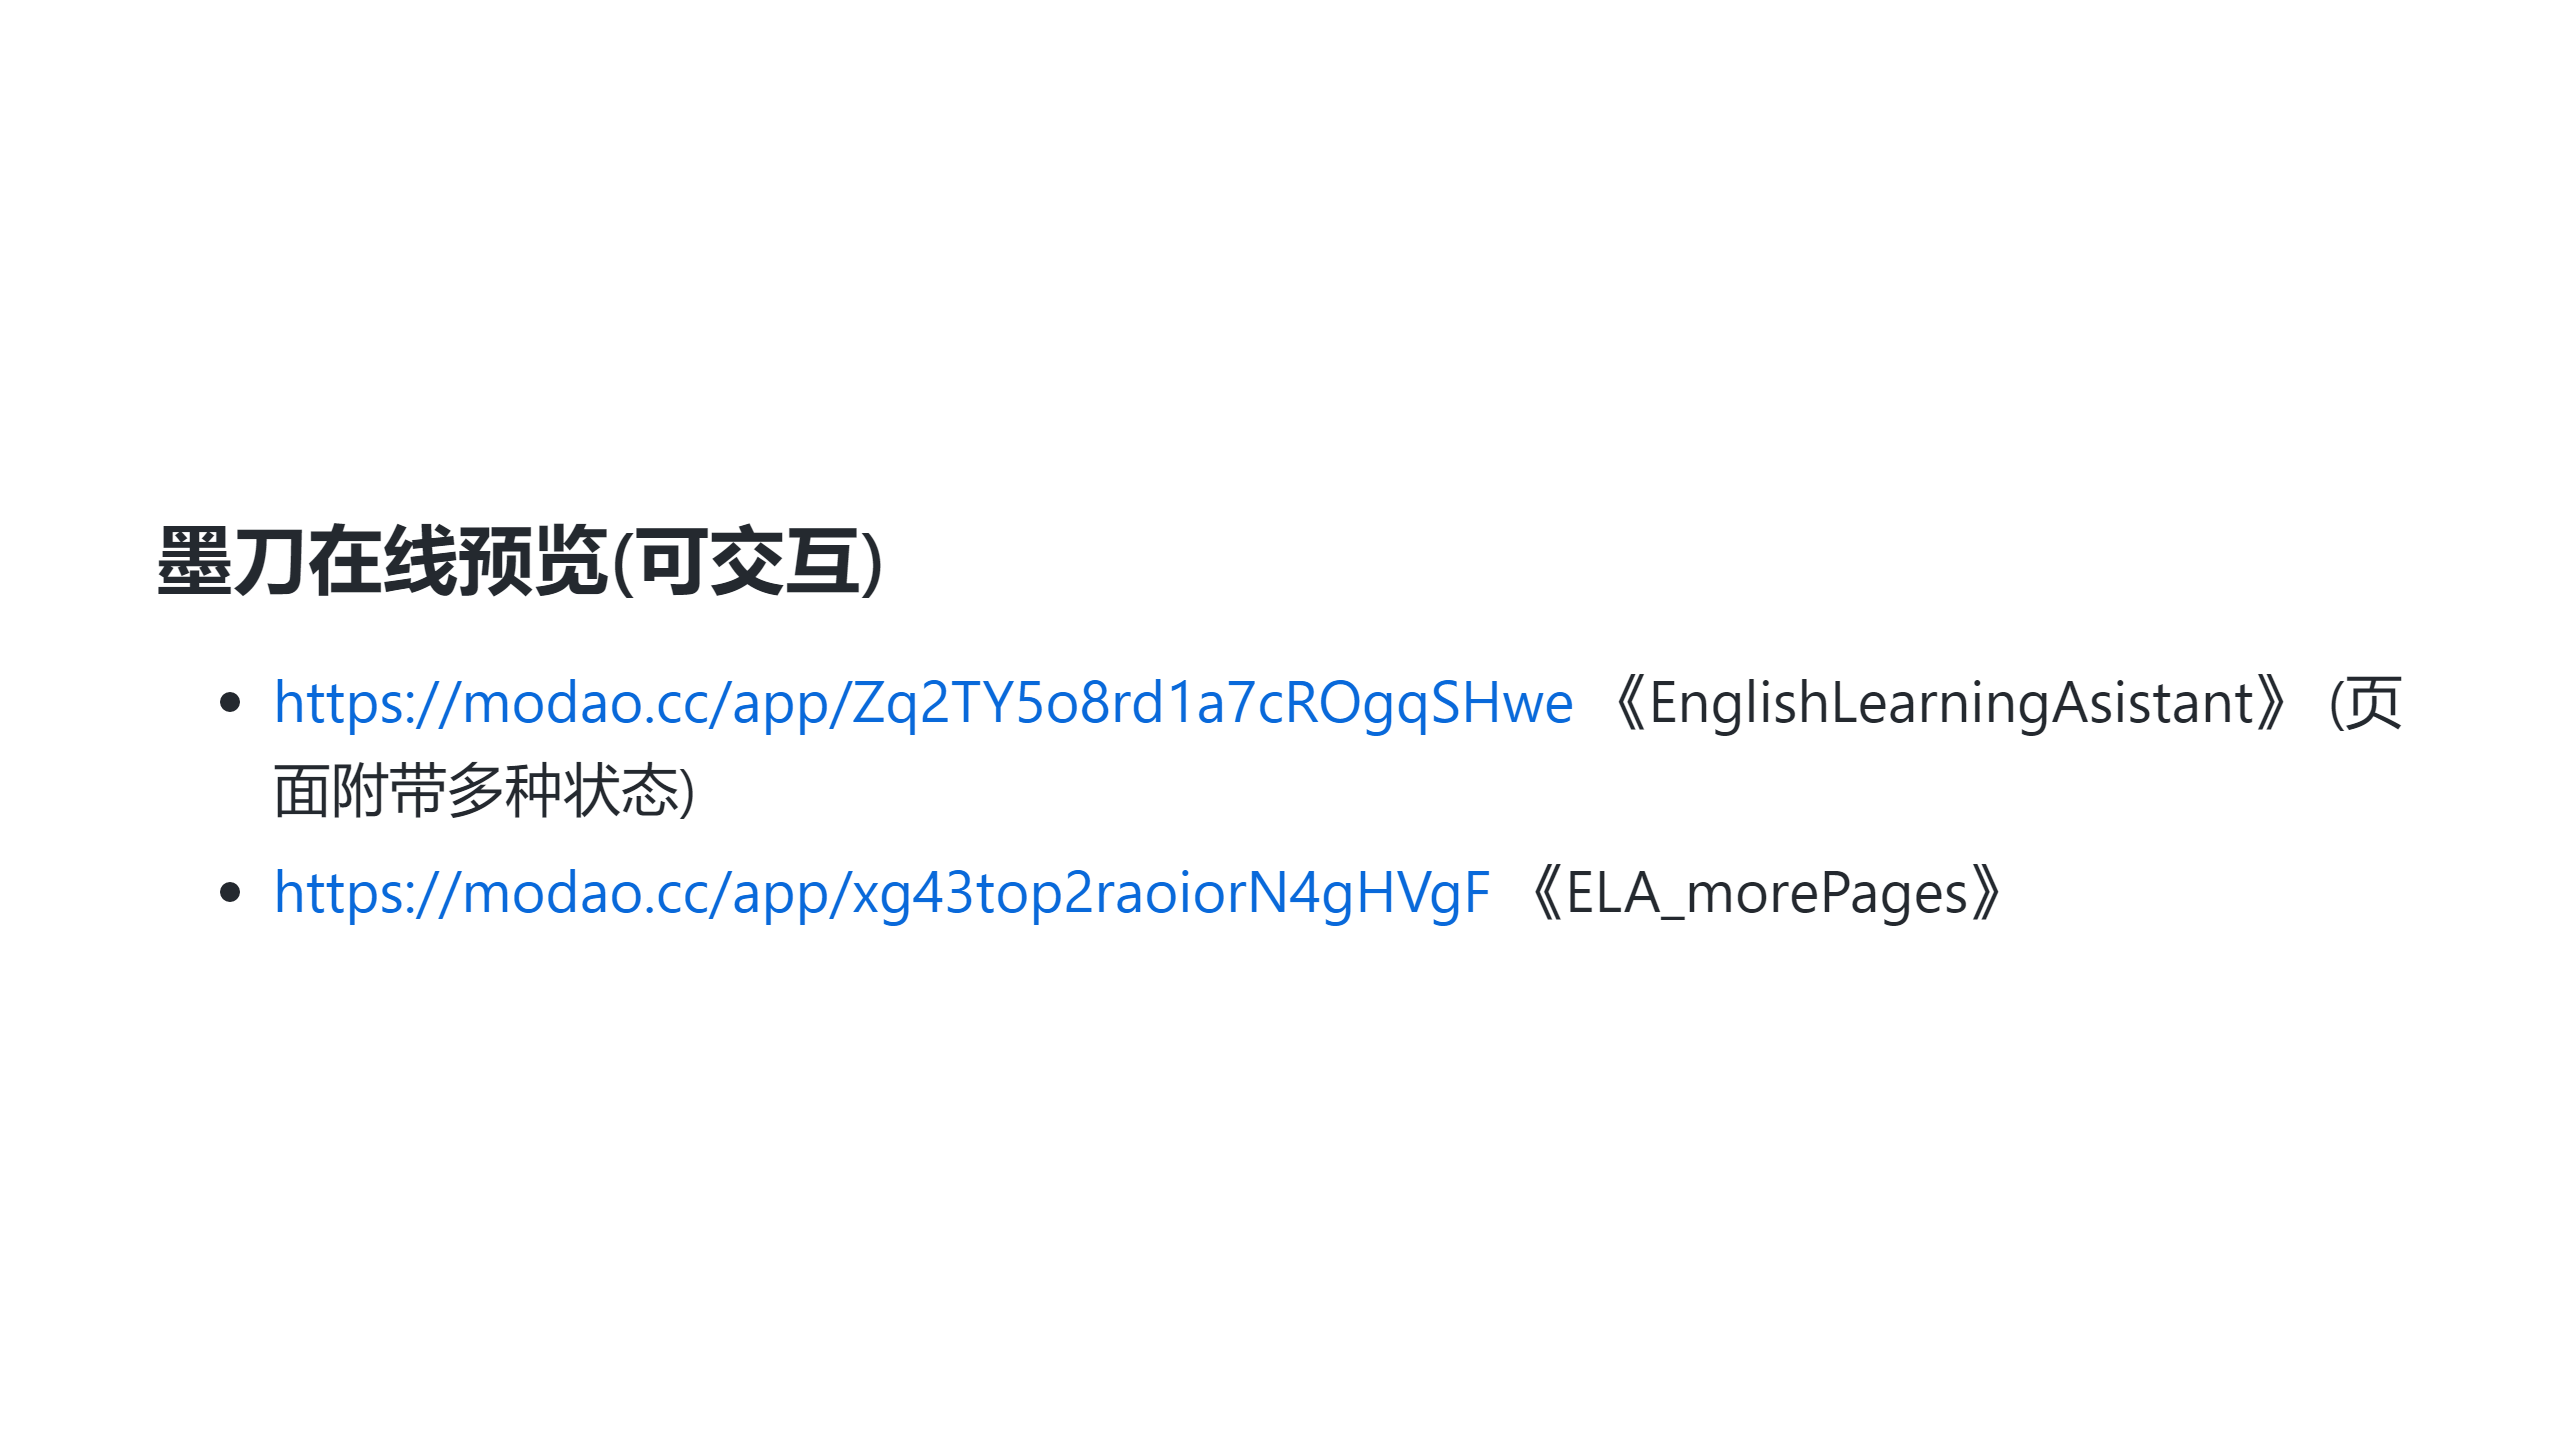 墨刀在线预览(可交互)
• https://modao.cc/app/Zq2TY5o8rd1a7cROgqSHwe 《EnglishLearningAsistant》 (页
面附带多种状态)
• https://modao.cc/app/xg43top2raoiorN4gHVgF 《ELA_morePages》